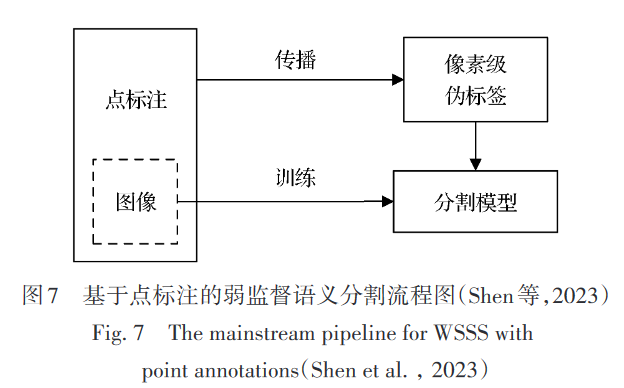 传播
像素级
伪标签
点标注
训练
图像
分割模型
图7 基于点标注的弱监督语义分割流程图(Shen等,2023)
Fig. 7 The mainstream pipeline for WSSS with
point annotations(Shen et al. , 2023)